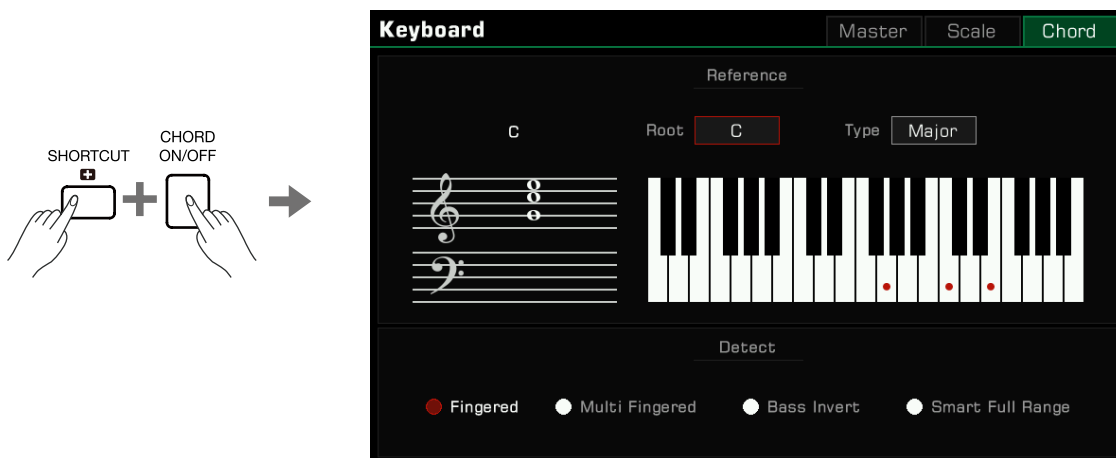 SHORTCUT
CHORD
ON/OFF
Keyboard
Master Scale Chord
Reference
C
Root C Type Major
Detect
Fingered Multi Fingered Bass Invert Smart Full Range